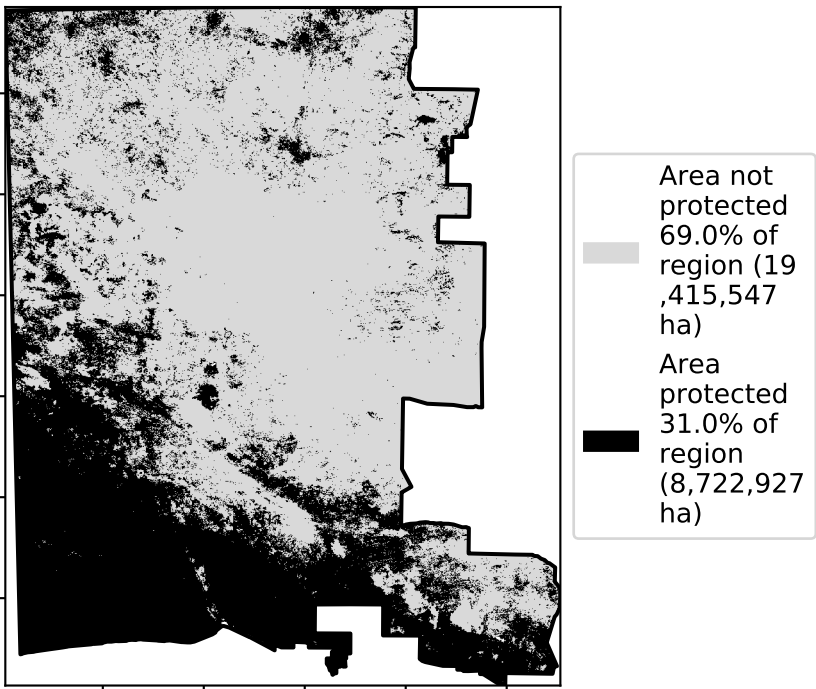 Area not
protected
69.0% of
region (19
,415,547
ha)
Area
protected
31.0% of
region
(8,722,927
ha)